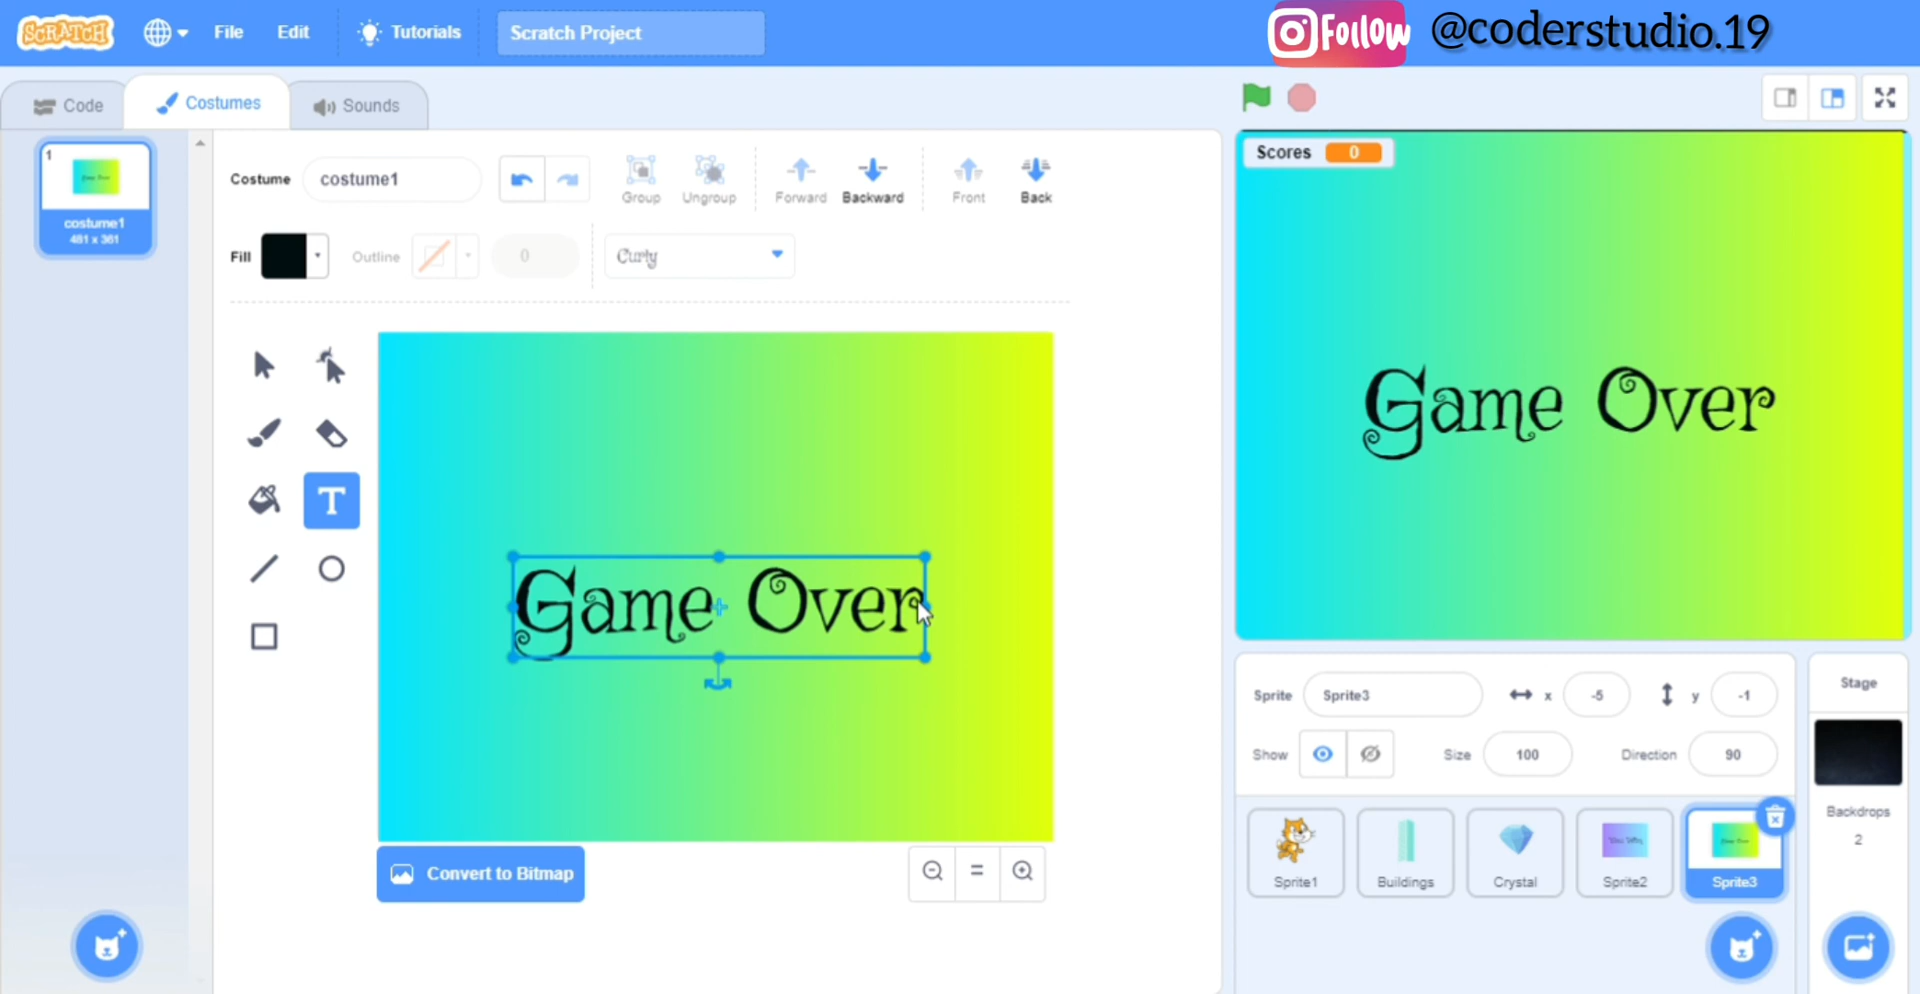 SCRATCH File Edit Tutorials Scratch Project Follow @coderstudio.19
Code Costumes Sounds
1
costume1
481 x 361
Costume costume1 Group Ungroup Forward Backward Front Back
Fill Outline 0 Curly
T
Game Over
Convert to Bitmap
Scores 0
Game Over
Sprite Sprite3 x -5 y -1
Show Size 100 Direction 90
Sprite1 Buildings Crystal Sprite2 Sprite3
Stage
Backdrops
2